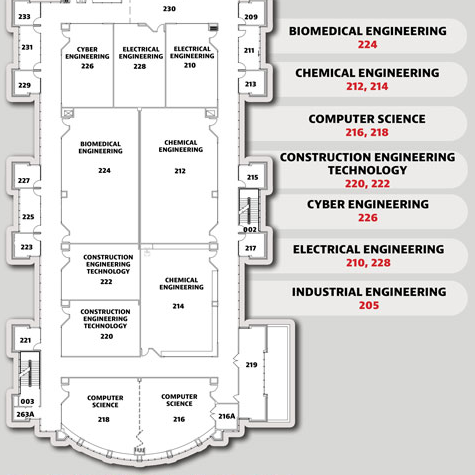 230
209
231
211
229
213
CYBER
ENGINEERING
226
ELECTRICAL
ENGINEERING
228
ELECTRICAL
ENGINEERING
210
BIOMEDICAL
ENGINEERING
224
CHEMICAL
ENGINEERING
212
227
215
225
002
223
217
CONSTRUCTION
ENGINEERING
TECHNOLOGY
222
CHEMICAL
ENGINEERING
214
CONSTRUCTION
ENGINEERING
TECHNOLOGY
220
221
219
003
263A
COMPUTER
SCIENCE
218
COMPUTER
SCIENCE
216
216A
BIOMEDICAL ENGINEERING
224
CHEMICAL ENGINEERING
212, 214
COMPUTER SCIENCE
216, 218
CONSTRUCTION ENGINEERING
TECHNOLOGY
220, 222
CYBER ENGINEERING
226
ELECTRICAL ENGINEERING
210, 228
INDUSTRIAL ENGINEERING
205